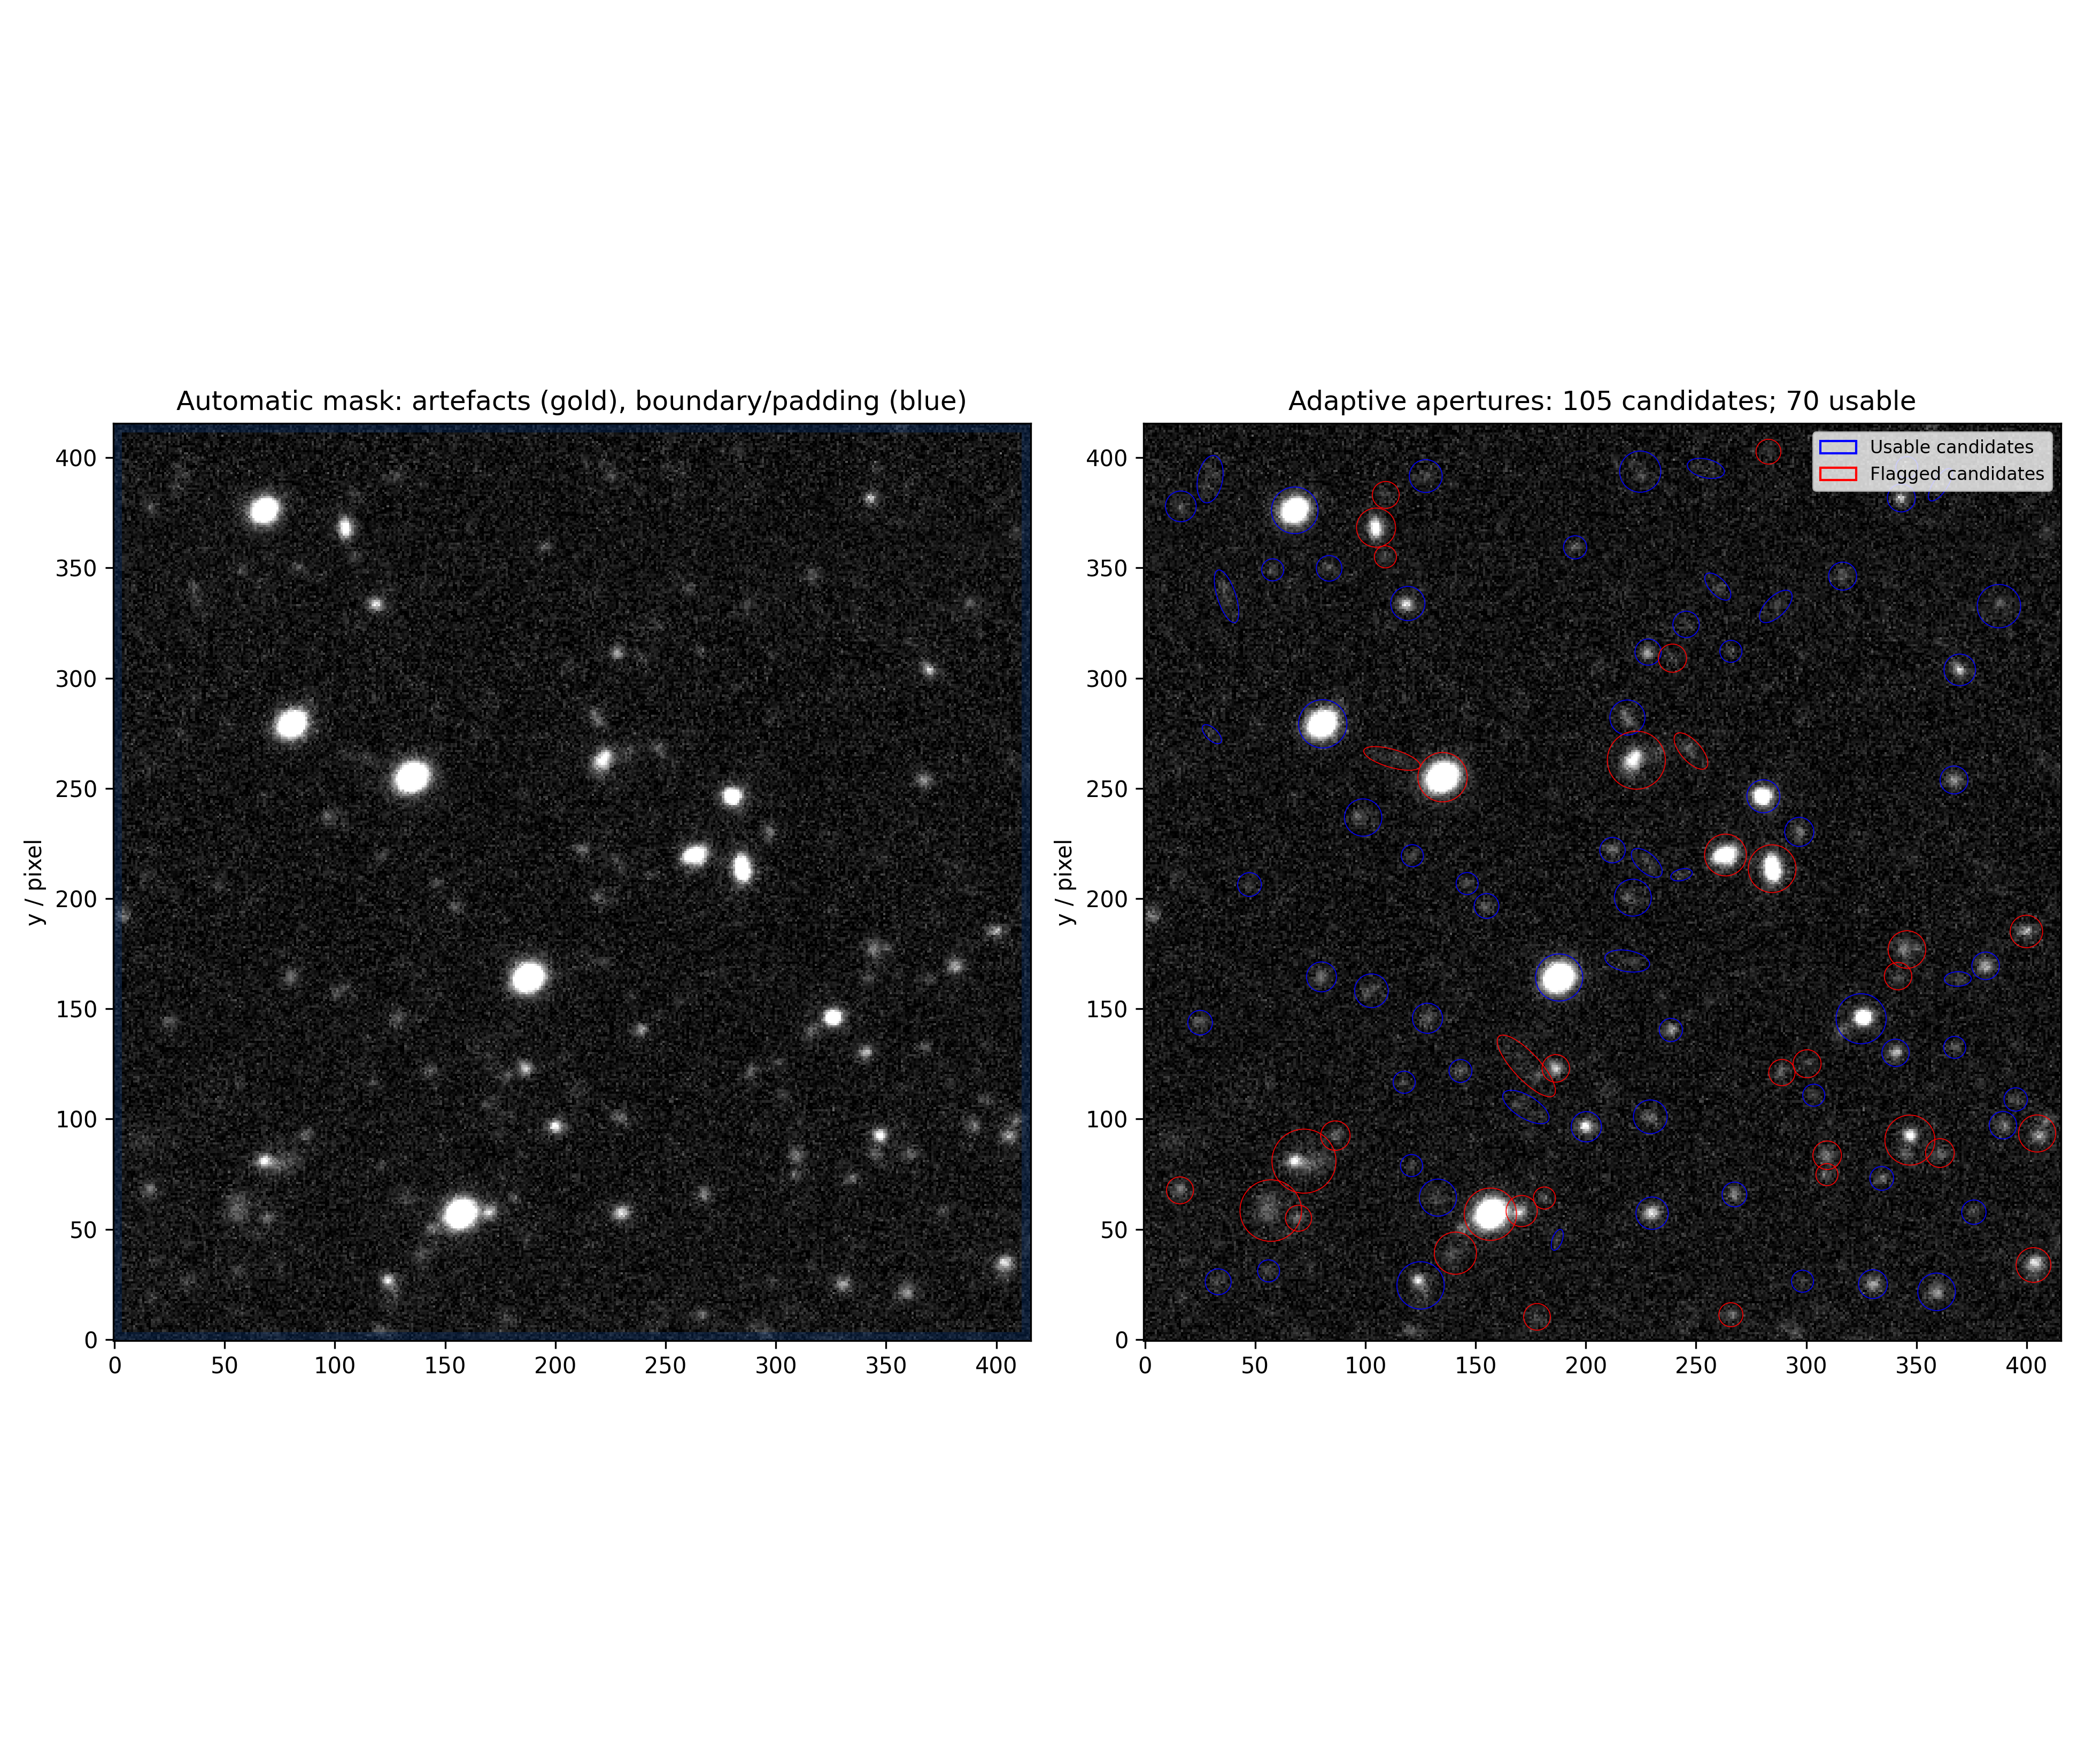 Automatic mask: artefacts (gold), boundary/padding (blue)
y / pixel
400
350
300
250
200
150
100
50
0
0 50 100 150 200 250 300 350 400
Adaptive apertures: 105 candidates; 70 usable
Usable candidates
Flagged candidates
y / pixel
400
350
300
250
200
150
100
50
0
0 50 100 150 200 250 300 350 400